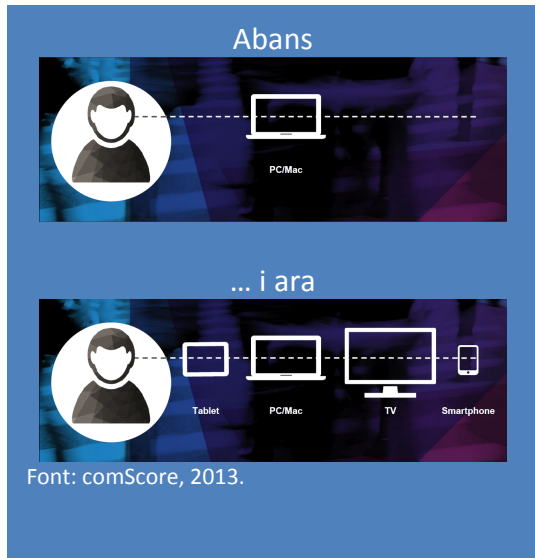 Abans
PC/Mac
... i ara
Tablet PC/Mac TV Smartphone
Font: comScore, 2013.